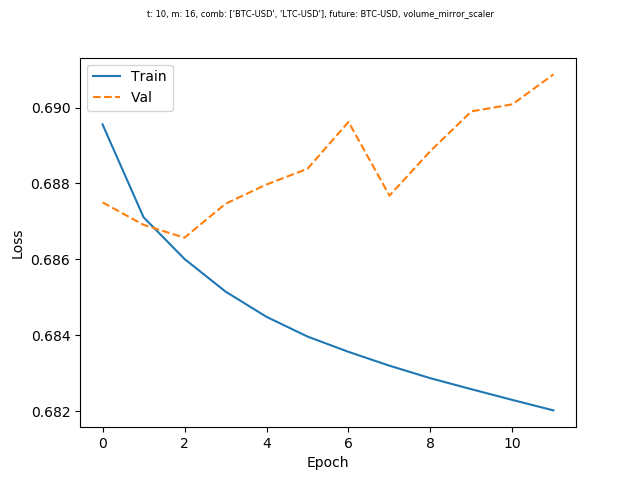 t: 10, m: 16, comb: ['BTC-USD', 'LTC-USD'], future: BTC-USD, volume_mirror_scaler
Train
Val
0.690
0.688
0.686
0.684
0.682
Loss
0 2 4 6 8 10
Epoch